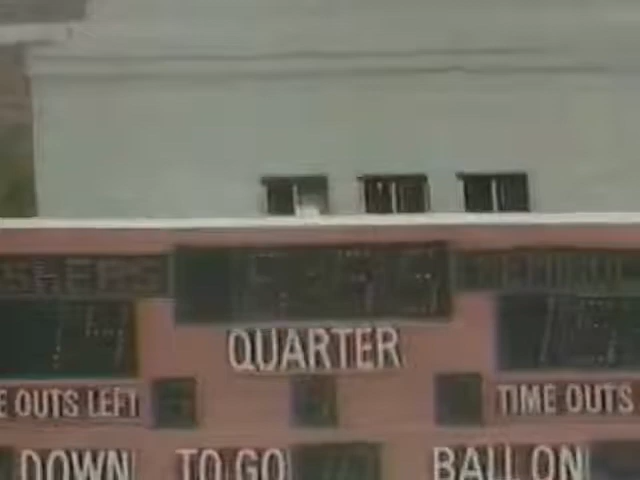 QUARTER
E OUTS LEFT TIME OUTS
DOWN TO GO BALL ON